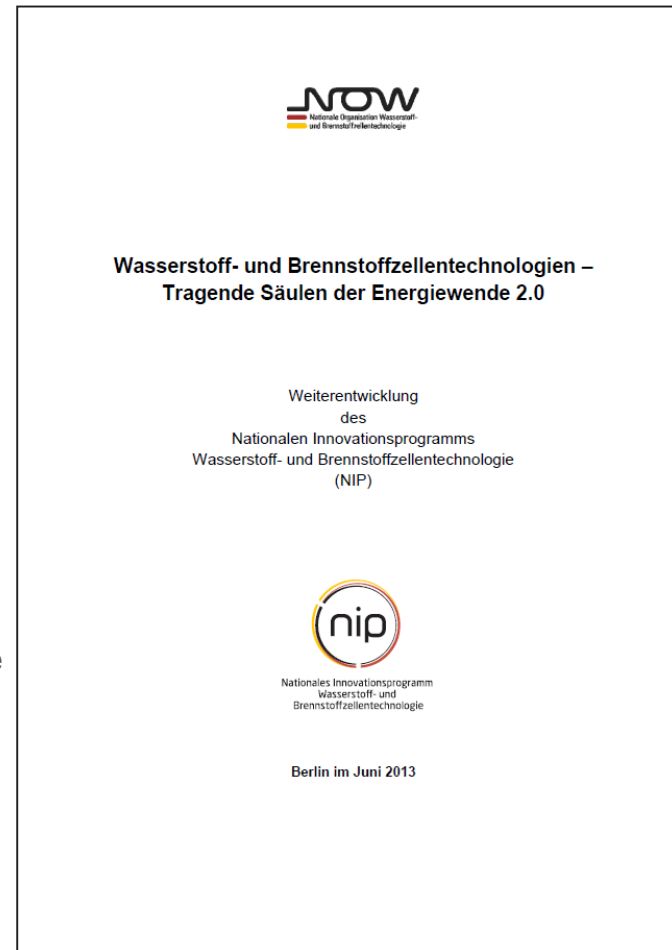 NOW
Nationale Organisation Wasserstoff-
und Brennstoffzellentechnologie
Wasserstoff- und Brennstoffzellentechnologien –
Tragende Säulen der Energiewende 2.0
Weiterentwicklung
des
Nationalen Innovationsprogramms
Wasserstoff- und Brennstoffzellentechnologie
(NIP)
nip
Nationales Innovationsprogramm
Wasserstoff- und
Brennstoffzellentechnologie
e
Berlin im Juni 2013